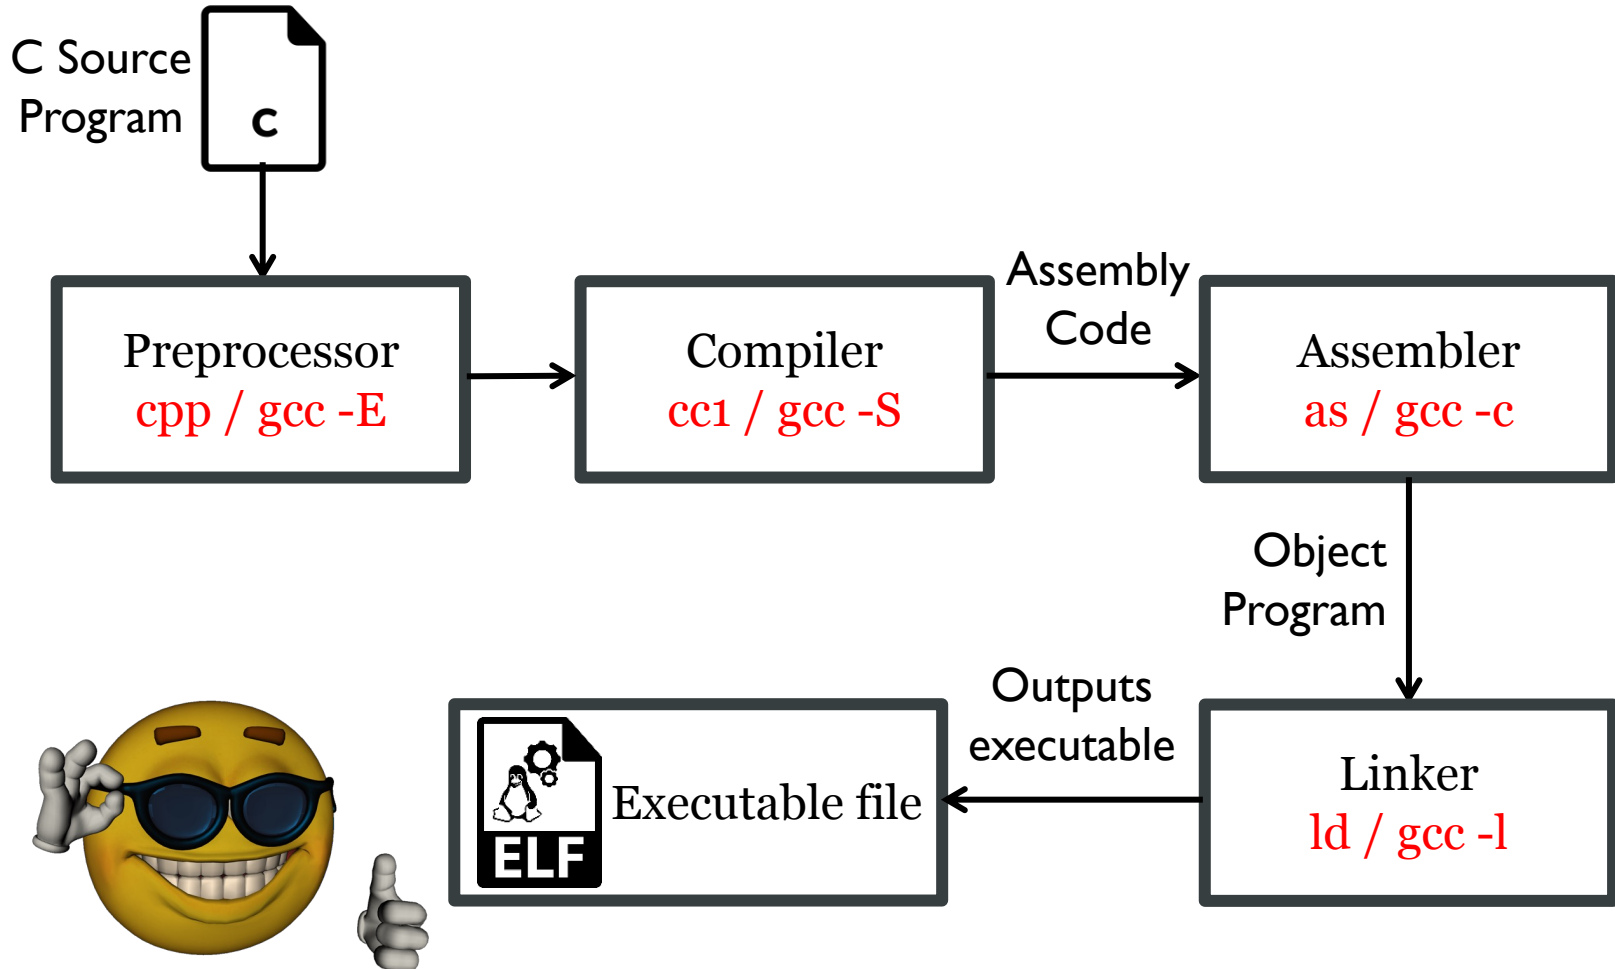 C Source
Program
C
Preprocessor
cpp / gcc -E
Compiler
cc1 / gcc -S
Assembly
Code
Assembler
as / gcc -c
Object
Program
Linker
ld / gcc -l
Outputs
executable
Executable file
ELF